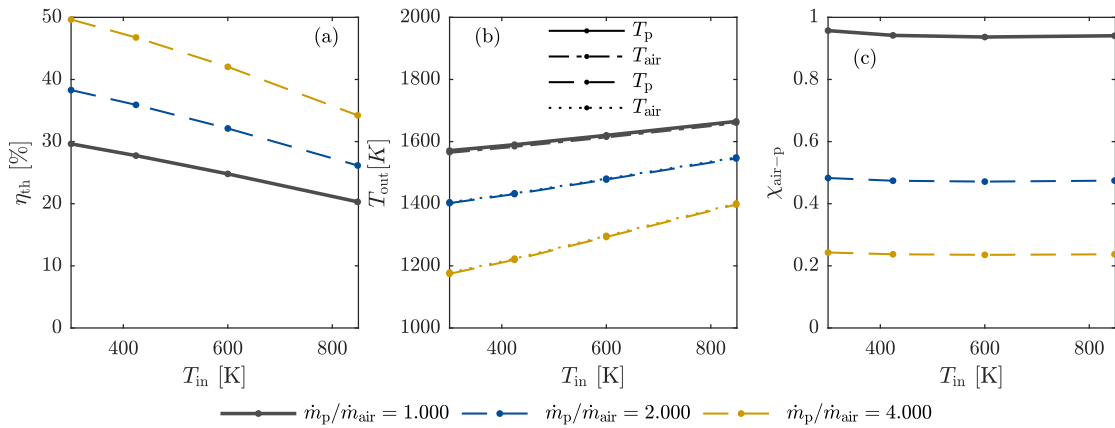 50
40
30
20
10
0
400
600
800
η_th [%]
T_in [K]
(a)
2000
1800
1600
1400
1200
1000
400
600
800
T_out [K]
T_in [K]
(b)
T_p
T_air
T_p
T_air
1
0.8
0.6
0.4
0.2
0
400
600
800
χ_air−p
T_in [K]
(c)
ṁ_p/ṁ_air = 1.000
ṁ_p/ṁ_air = 2.000
ṁ_p/ṁ_air = 4.000